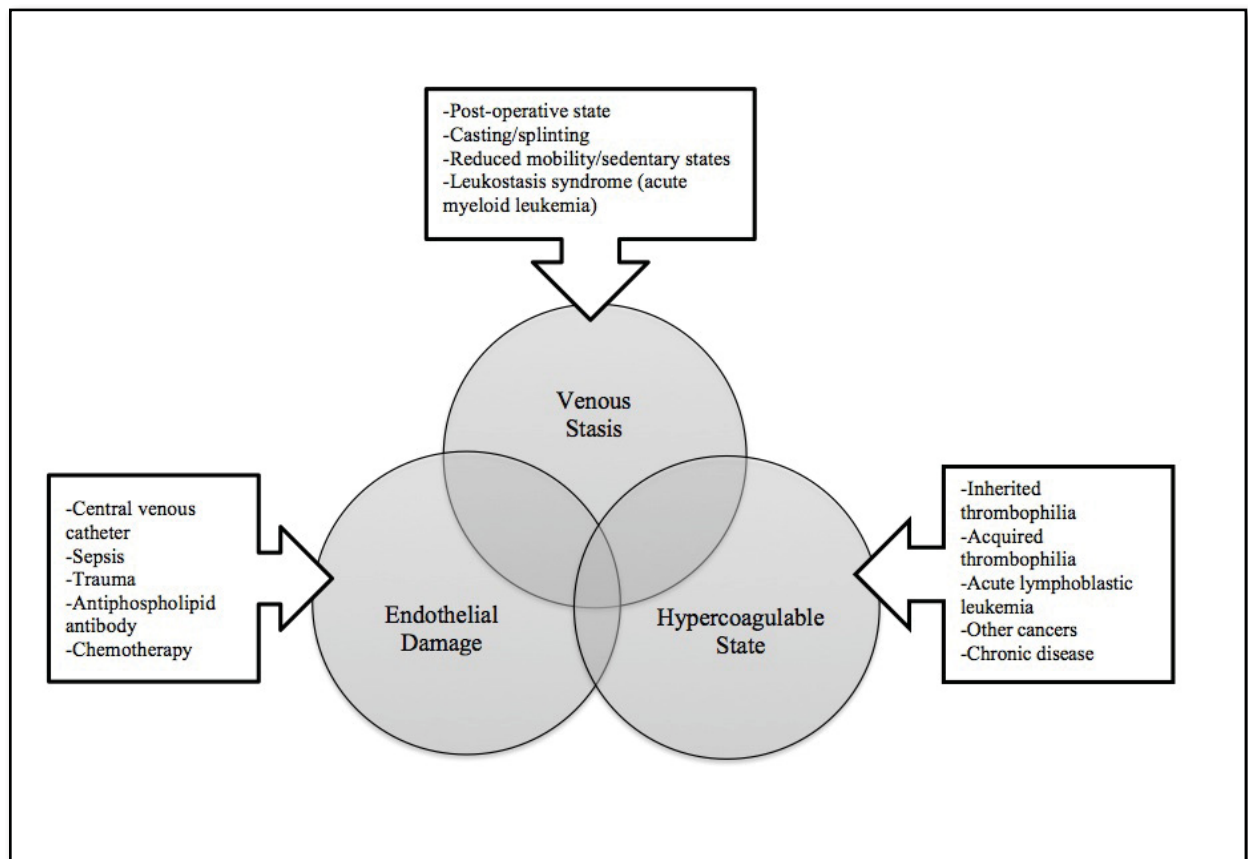 -Post-operative state
-Casting/splinting
-Reduced mobility/sedentary states
-Leukostasis syndrome (acute
myeloid leukemia)
Venous
Stasis
-Central venous
catheter
-Sepsis
-Trauma
-Antiphospholipid
antibody
-Chemotherapy
Endothelial
Damage
Hypercoagulable
State
-Inherited
thrombophilia
-Acquired
thrombophilia
-Acute lymphoblastic
leukemia
-Other cancers
-Chronic disease